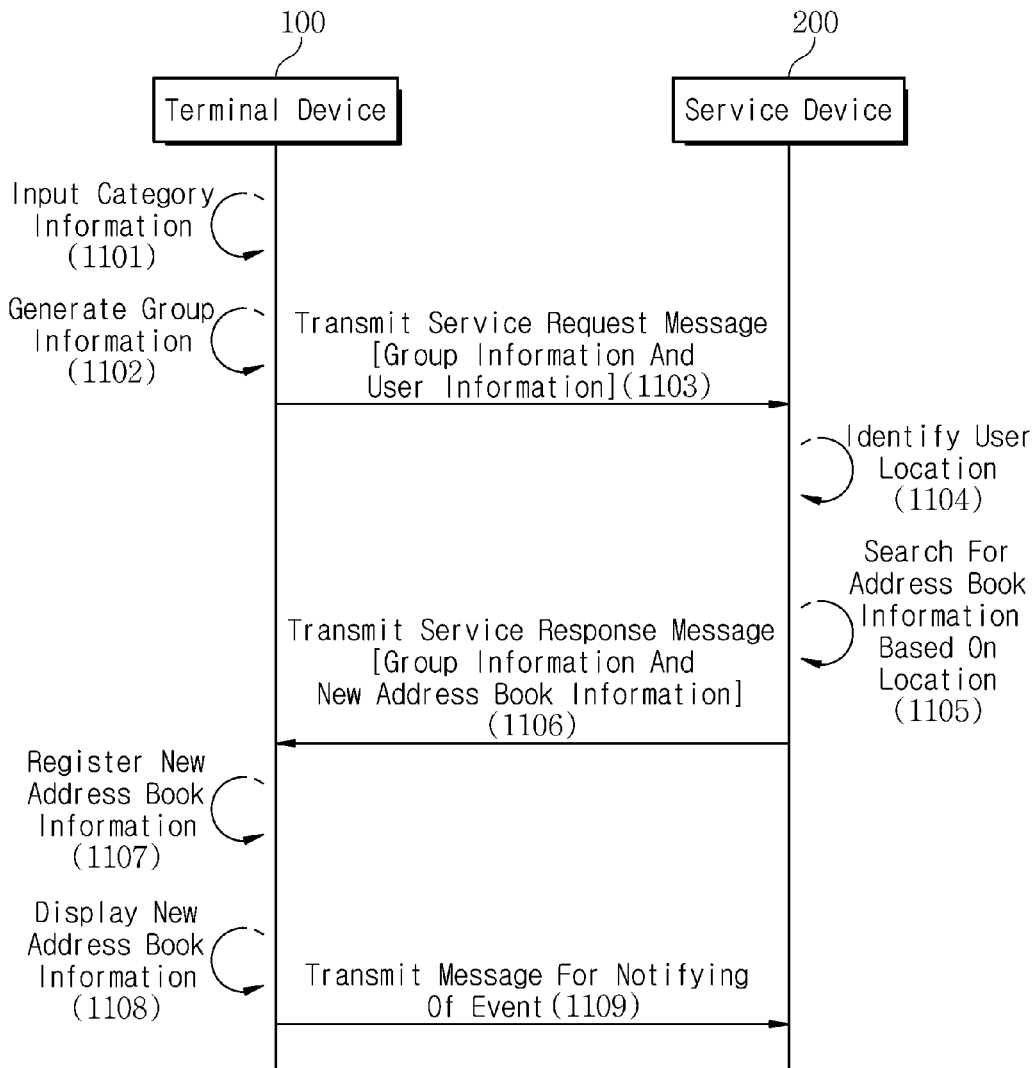 100
200
Terminal Device
Service Device
Input Category
Information
(1101)
Generate Group
Information
(1102)
Transmit Service Request Message
[Group Information And
User Information](1103)
Identify User
Location
(1104)
Search For
Address Book
Information
Based On
Location
(1105)
Transmit Service Response Message
[Group Information And
New Address Book Information]
(1106)
Register New
Address Book
Information
(1107)
Display New
Address Book
Information
(1108)
Transmit Message For Notifying
Of Event(1109)